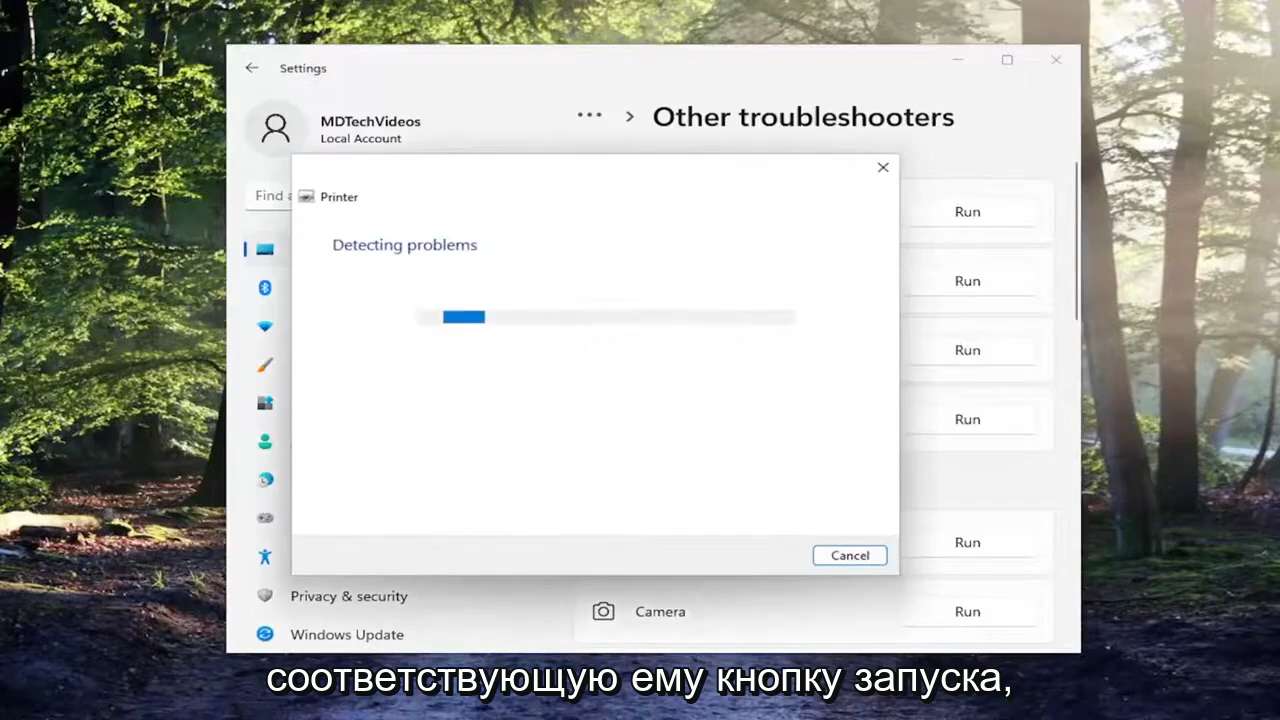 Settings
MDTechVideos
Local Account
... > Other troubleshooters
Find
Printer
Detecting problems
Run
Run
Run
Run
Run
Cancel
Privacy & security
Camera
Run
Windows Update
соответствующую ему кнопку запуска,